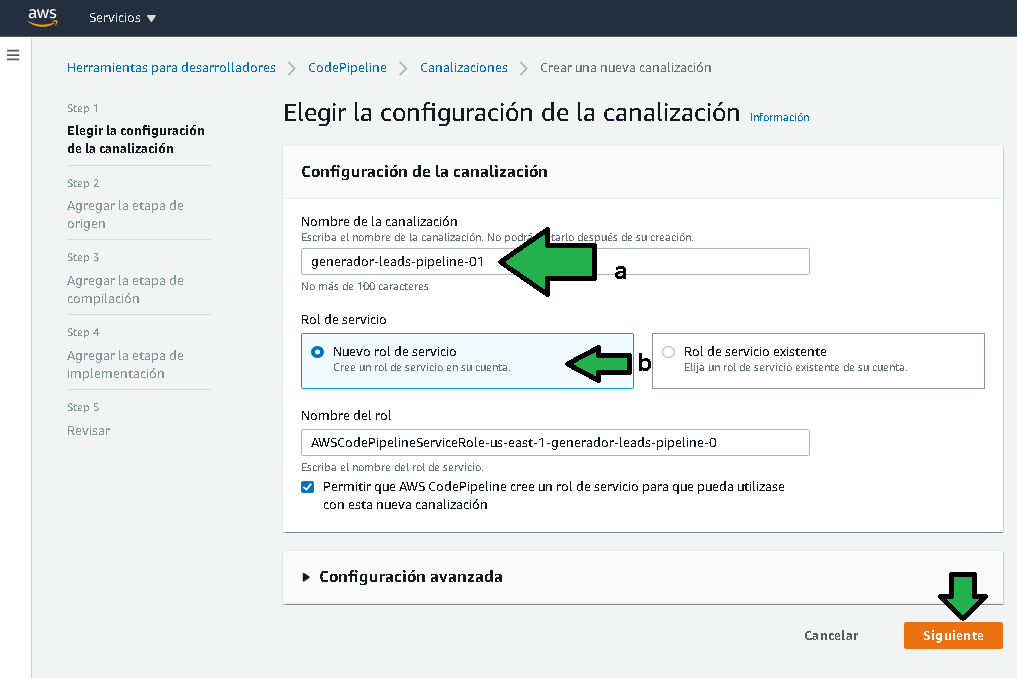 aws
Servicios ▼
Herramientas para desarrolladores > CodePipeline > Canalizaciones > Crear una nueva canalización
Step 1
Elegir la configuración
de la canalización
Step 2
Agregar la etapa de
origen
Step 3
Agregar la etapa de
compilación
Step 4
Agregar la etapa de
implementación
Step 5
Revisar
Elegir la configuración de la canalización Información
Configuración de la canalización
Nombre de la canalización
Escriba el nombre de la canalización. No después de su creación.
generador-leads-pipeline-01
a
No más de 100 caracteres
Rol de servicio
Nuevo rol de servicio
Cree un rol de servicio en su cuenta.
b
Rol de servicio existente
Elija un rol de servicio existente de su cuenta.
Nombre del rol
AWSCodePipelineServiceRole-us-east-1-generador-leads-pipeline-0
Escriba el nombre del rol de servicio.
Permitir que AWS CodePipeline cree un rol de servicio para que pueda utilizase
con esta nueva canalización
Configuración avanzada
Cancelar
Siguiente